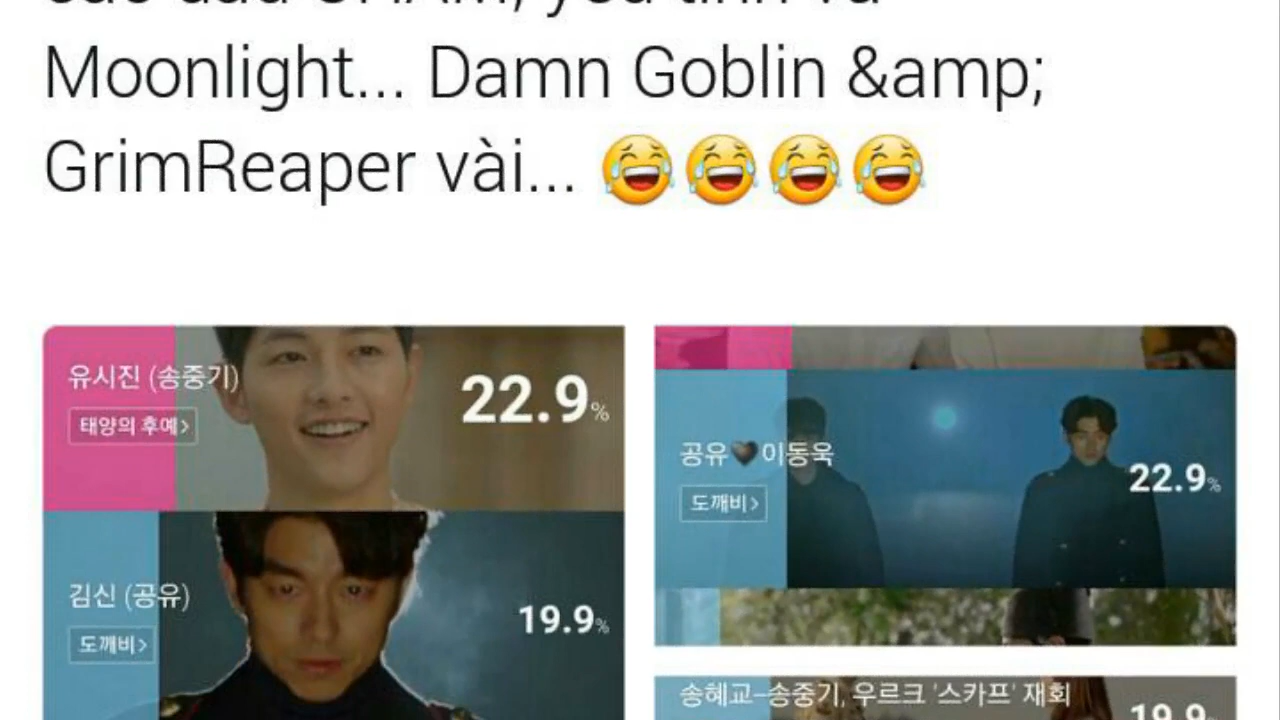 Moonlight... Damn Goblin &amp;
GrimReaper vài... 😂😂😂😂
유시진 (송중기)
태양의 후예>
22.9%
김신 (공유)
도깨비>
19.9%
공유🖤이동욱
도깨비>
22.9%
송혜교-송중기, 우르크 '스카프' 재회
19.9